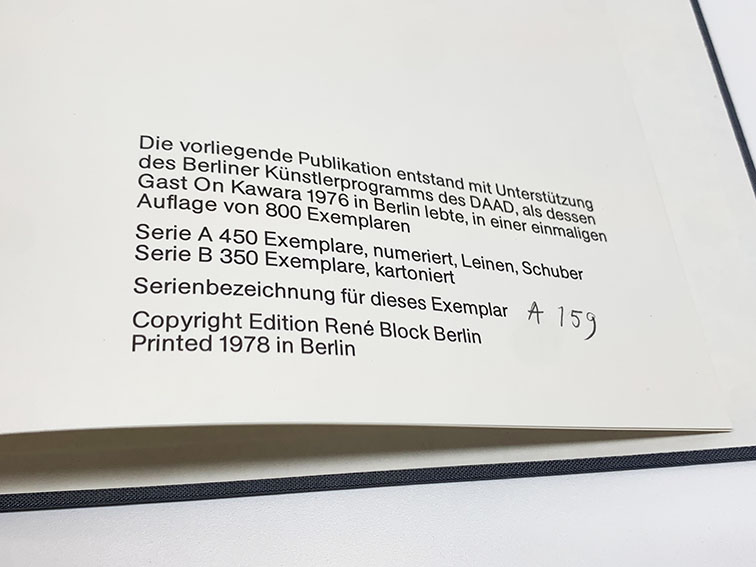 Die vorliegende Publikation entstand mit Unterstützung
des Berliner Künstlerprogramms des DAAD, als dessen
Gast On Kawara 1976 in Berlin lebte, in einer einmaligen
Auflage von 800 Exemplaren
Serie A 450 Exemplare, numeriert, Leinen, Schuber
Serie B 350 Exemplare, kartoniert
Serienbezeichnung für dieses Exemplar A 159
Copyright Edition René Block Berlin
Printed 1978 in Berlin